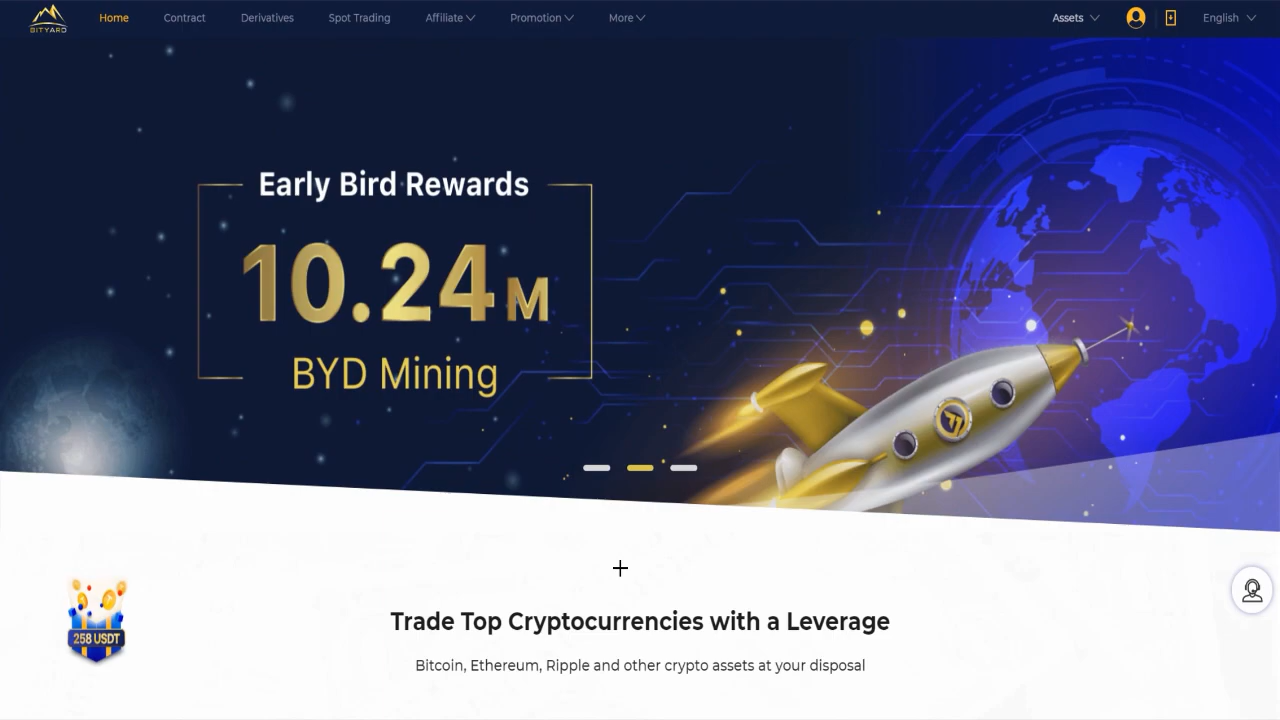 BITYARD
Home
Contract
Derivatives
Spot Trading
Affiliate
Promotion
More
Assets
English
Early Bird Rewards
10.24 M
BYD Mining
258 USDT
Trade Top Cryptocurrencies with a Leverage
Bitcoin, Ethereum, Ripple and other crypto assets at your disposal